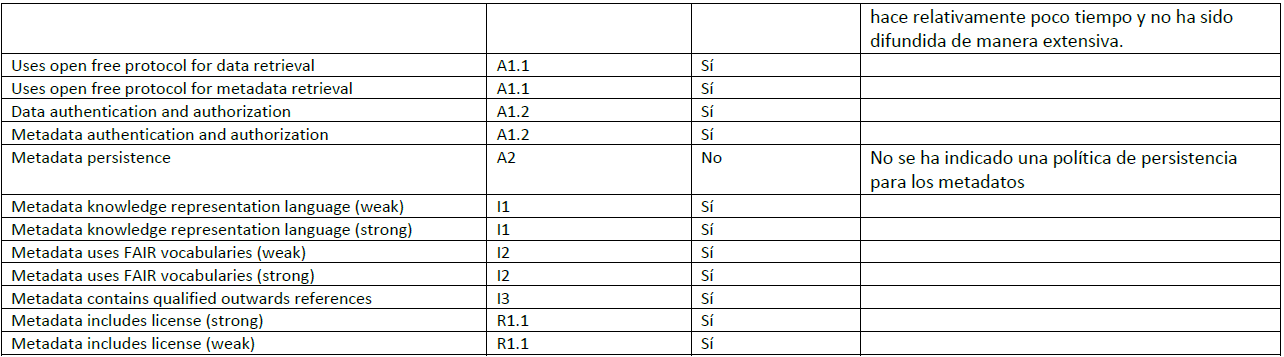 hace relativamente poco tiempo y no ha sido
difundida de manera extensiva.
Uses open free protocol for data retrieval A1.1 Sí
Uses open free protocol for metadata retrieval A1.1 Sí
Data authentication and authorization A1.2 Sí
Metadata authentication and authorization A1.2 Sí
Metadata persistence A2 No No se ha indicado una política de persistencia
para los metadatos
Metadata knowledge representation language (weak) I1 Sí
Metadata knowledge representation language (strong) I1 Sí
Metadata uses FAIR vocabularies (weak) I2 Sí
Metadata uses FAIR vocabularies (strong) I2 Sí
Metadata contains qualified outwards references I3 Sí
Metadata includes license (strong) R1.1 Sí
Metadata includes license (weak) R1.1 Sí